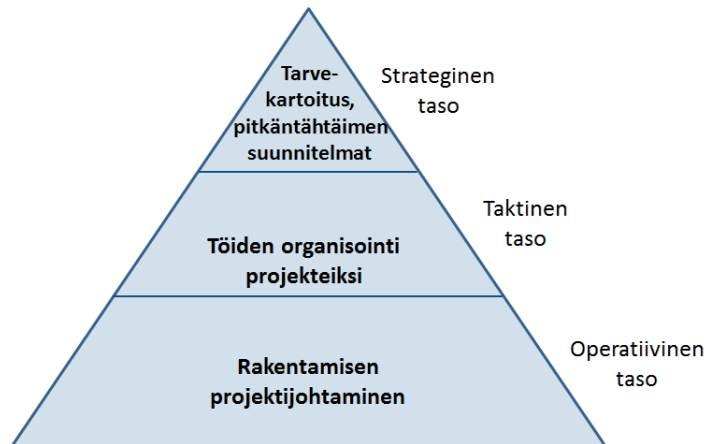 Tarve-
kartoitus,
pitkäntähtäimen
suunnitelmat
Strateginen
taso
Töiden organisointi
projekteiksi
Taktinen
taso
Rakentamisen
projektijohtaminen
Operatiivinen
taso